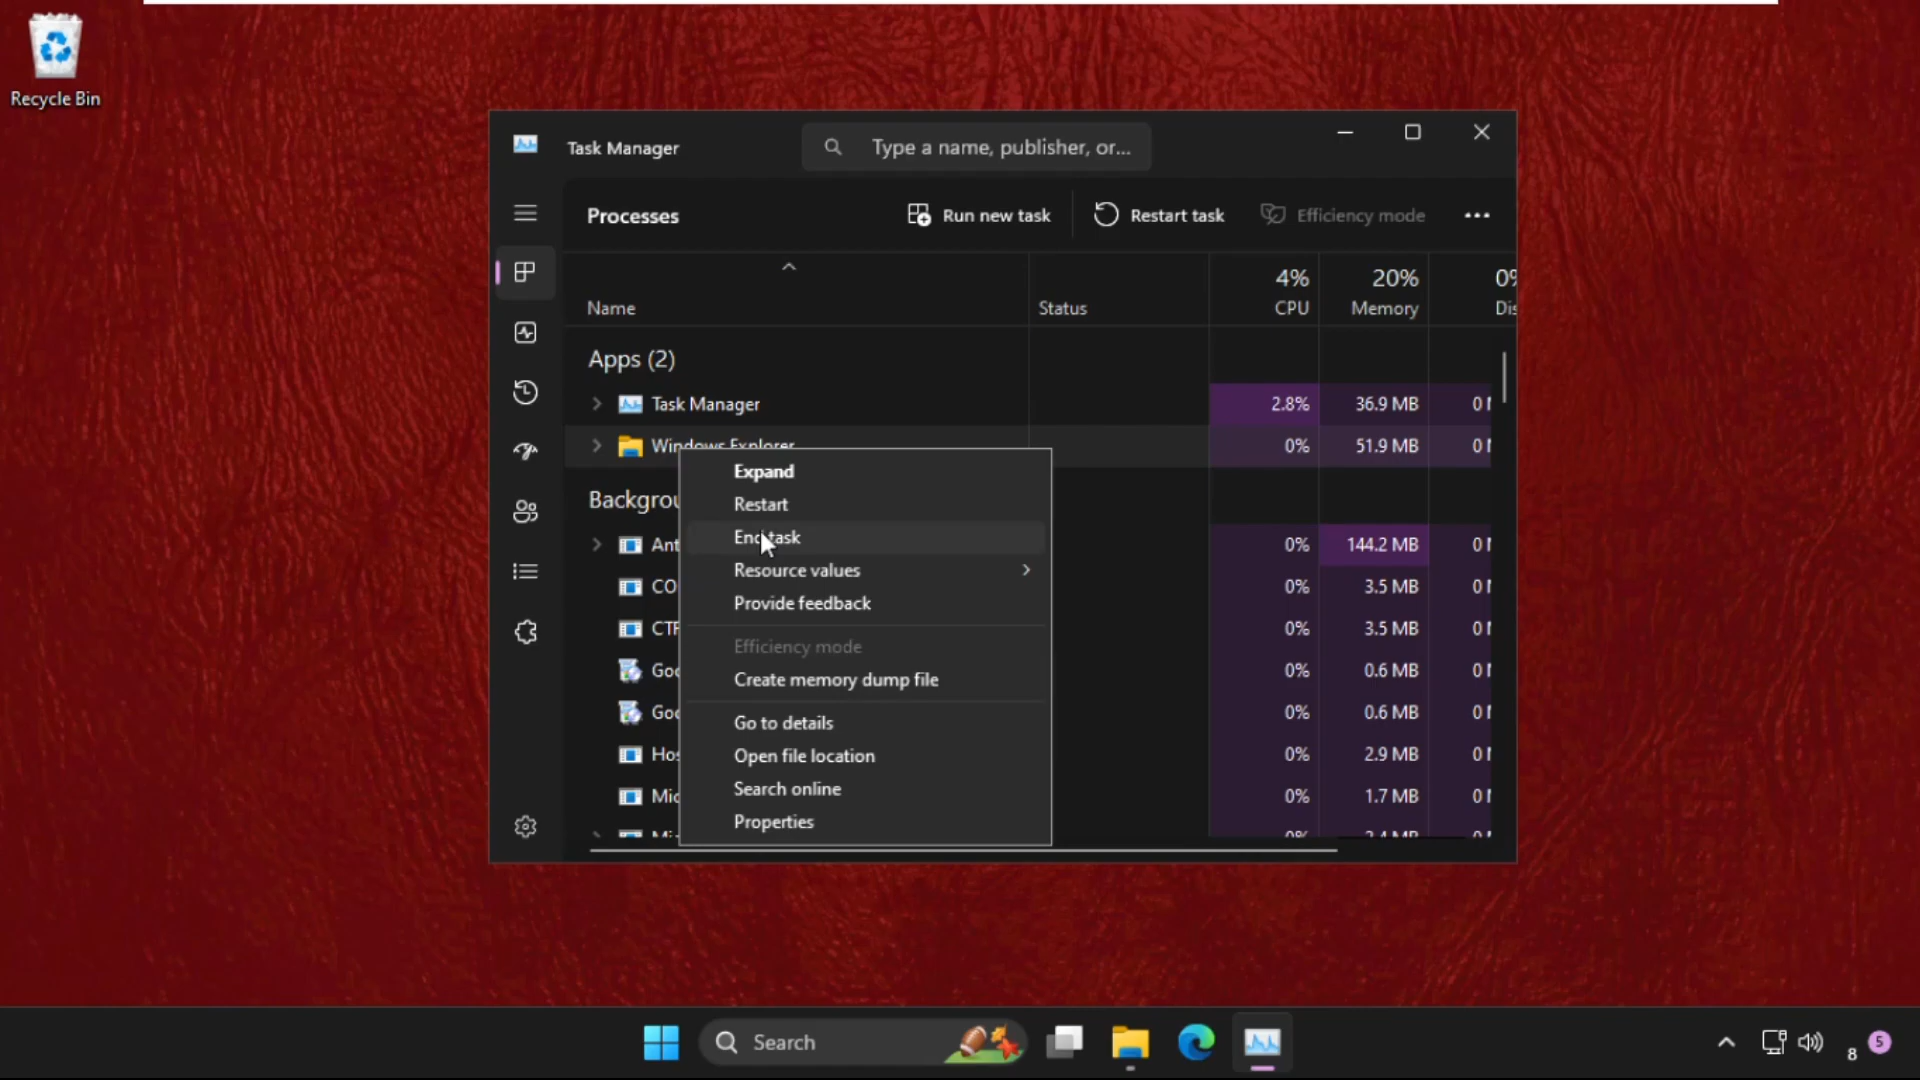 Recycle Bin
Task Manager
Type a name, publisher, or...
Processes
Run new task
Restart task
Efficiency mode
4%
20%
Name
Status
CPU
Memory
Apps (2)
Task Manager
2.8%
36.9 MB
Windows Explorer
0%
51.9 MB
Expand
Restart
End task
Resource values
Provide feedback
Efficiency mode
Create memory dump file
Go to details
Open file location
Search online
Properties
0%
144.2 MB
0%
3.5 MB
0%
3.5 MB
0%
0.6 MB
0%
0.6 MB
0%
2.9 MB
0%
1.7 MB
Search
8
5